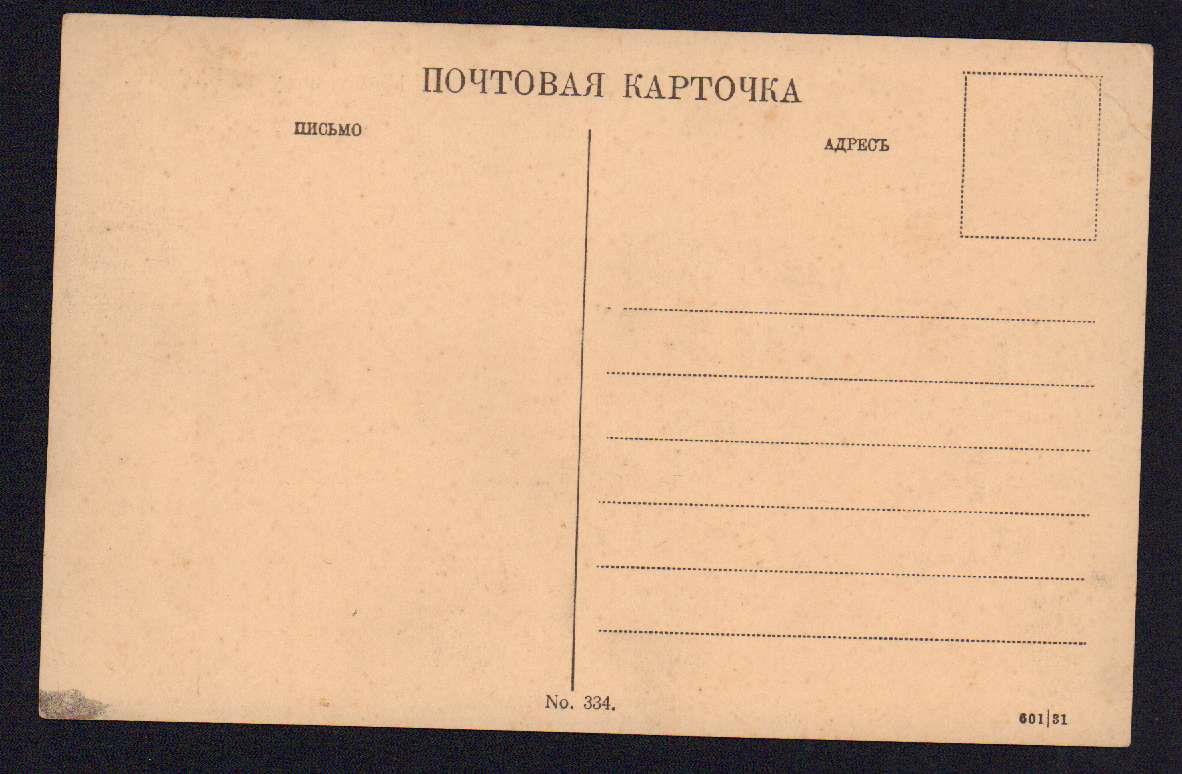 ПОЧТОВАЯ КАРТОЧКА
ПИСЬМО
АДРЕСЪ
No. 334.
601|31